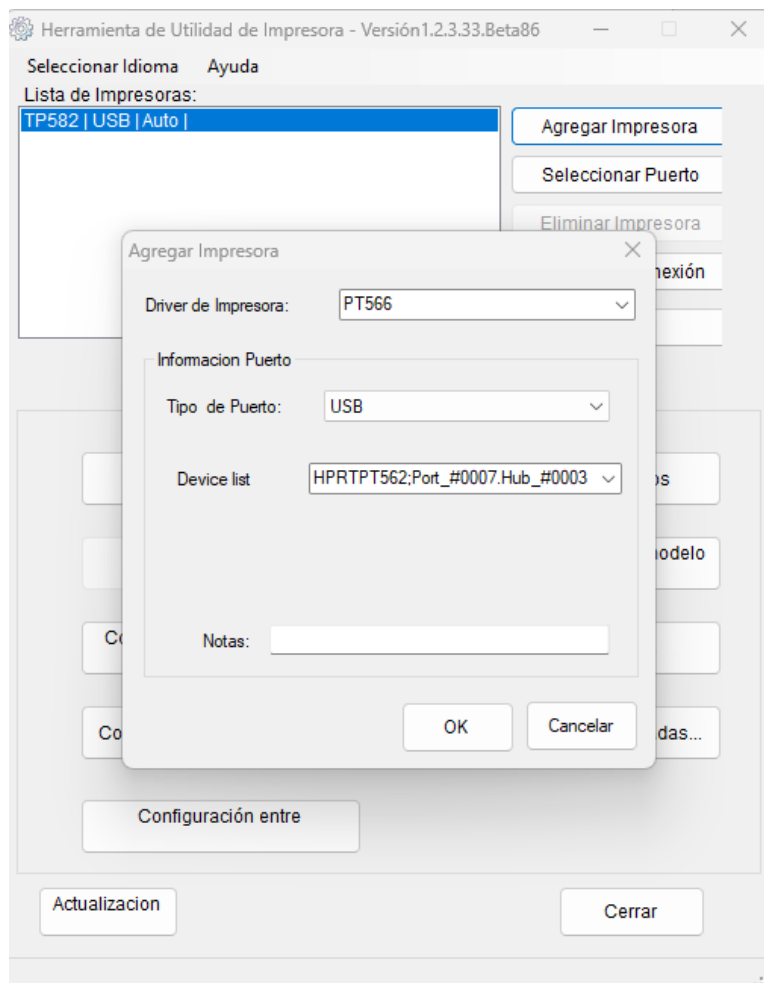 Herramienta de Utilidad de Impresora - Versión1.2.3.33.Beta86
Seleccionar Idioma Ayuda
Lista de Impresoras:
TP582 | USB | Auto |
Agregar Impresora
Seleccionar Puerto
Eliminar Impresora
nexión
Agregar Impresora
Driver de Impresora: PT566
Informacion Puerto
Tipo de Puerto: USB
Device list HPRTPT562;Port_#0007.Hub_#0003
Notas:
OK Cancelar
os
odelo
Co
Co
das...
Configuración entre
Actualizacion
Cerrar